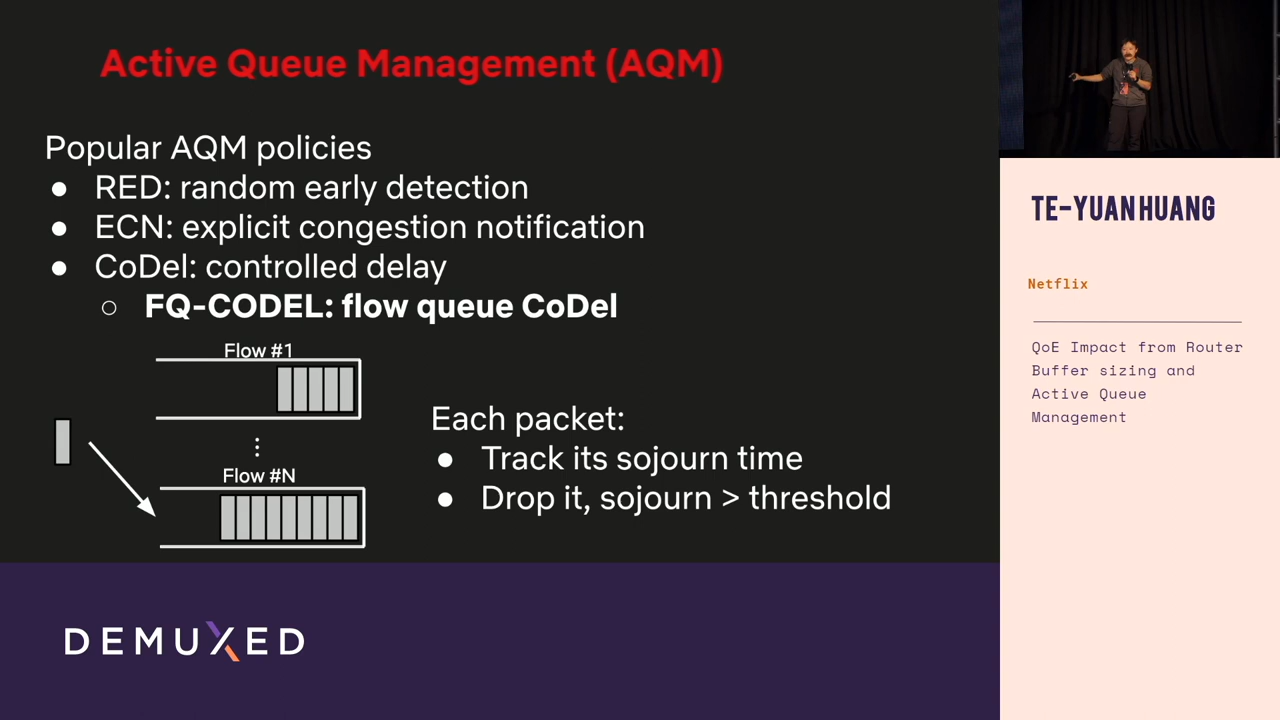 Active Queue Management (AQM)
Popular AQM policies
● RED: random early detection
● ECN: explicit congestion notification
● CoDel: controlled delay
○ FQ-CODEL: flow queue CoDel
Flow #1
⋮
Flow #N
Each packet:
● Track its sojourn time
● Drop it, sojourn > threshold
DEMUXED
TE-YUAN HUANG
Netflix
QoE Impact from Router
Buffer sizing and
Active Queue
Management